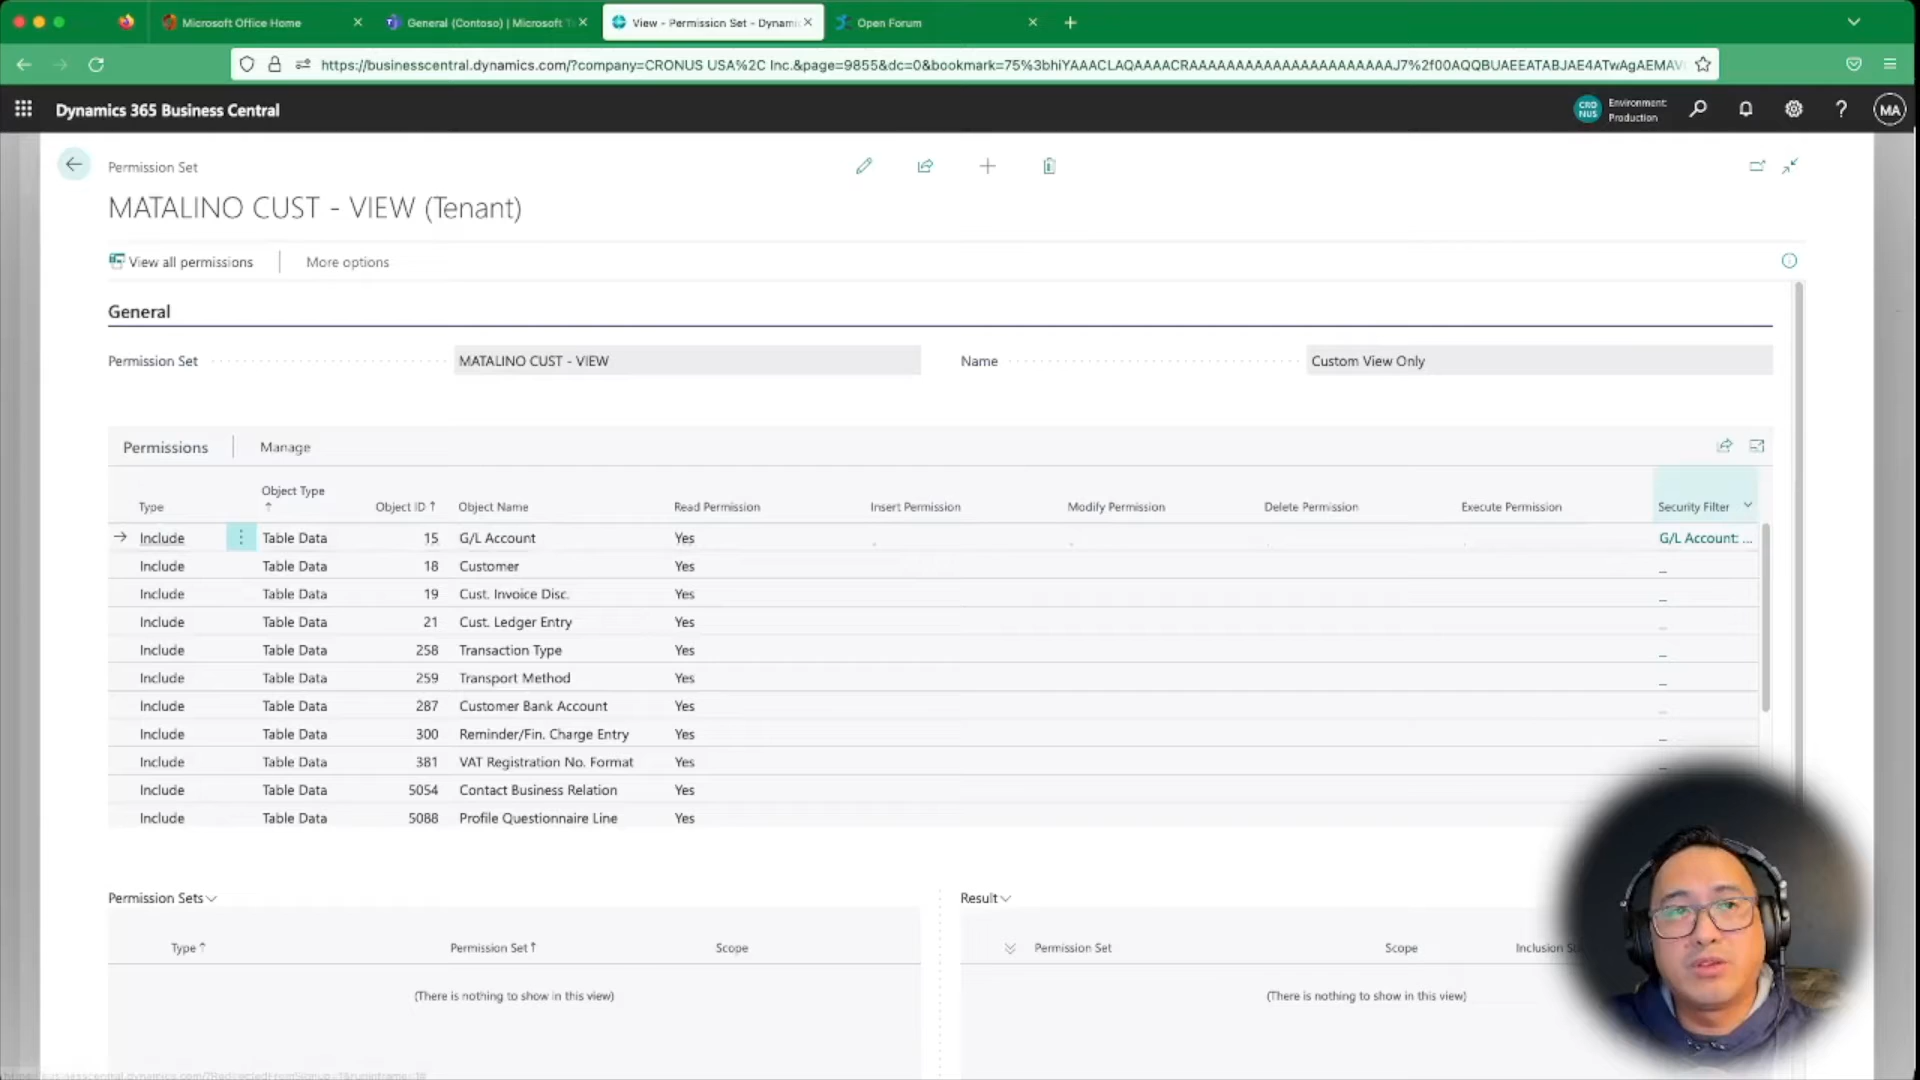 Microsoft Office Home
General (Contoso) | Microsoft T
View - Permission Set - Dynami
Open Forum
https://businesscentral.dynamics.com/?company=CRONUS USA%2C Inc.&page=9855&dc=0&bookmark=75%3bhiYAAACLAQAAAACRAAAAAAAAAAAAAAAAAAAAAAJ7%2f00AQQBUAEEATABJAE4ATwAgAEMAV
Dynamics 365 Business Central
CRO NUS
Environment:
Production
MA
Permission Set
MATALINO CUST - VIEW (Tenant)
View all permissions
More options
General
Permission Set
MATALINO CUST - VIEW
Name
Custom View Only
Permissions
Manage
Type Object Type ↑ Object ID ↑ Object Name Read Permission Insert Permission Modify Permission Delete Permission Execute Permission Security Filter
Include Table Data 15 G/L Account Yes G/L Account: ...
Include Table Data 18 Customer Yes _
Include Table Data 19 Cust. Invoice Disc. Yes _
Include Table Data 21 Cust. Ledger Entry Yes _
Include Table Data 258 Transaction Type Yes _
Include Table Data 259 Transport Method Yes _
Include Table Data 287 Customer Bank Account Yes _
Include Table Data 300 Reminder/Fin. Charge Entry Yes _
Include Table Data 381 VAT Registration No. Format Yes _
Include Table Data 5054 Contact Business Relation Yes
Include Table Data 5088 Profile Questionnaire Line Yes
Permission Sets
Result
Type ↑ Permission Set ↑ Scope
Permission Set Scope Inclusion
(There is nothing to show in this view)
(There is nothing to show in this view)